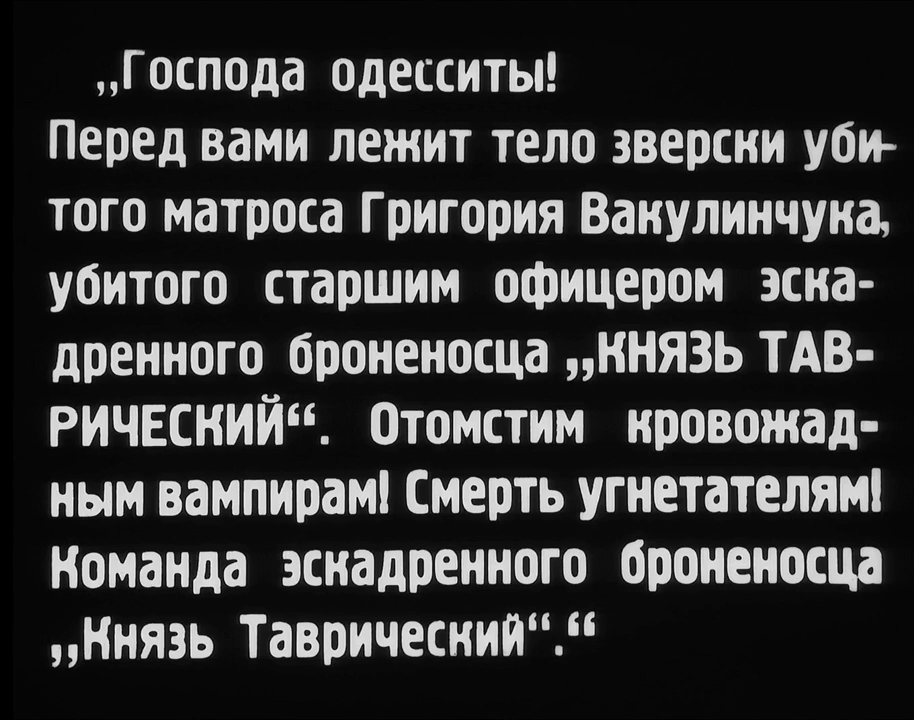 „Господа одесситы!
Перед вами лежит тело зверски уби-
того матроса Григория Вакулинчука,
убитого старшим офицером эска-
дренного броненосца „КНЯЗЬ ТАВ-
РИЧЕСКИЙ“. Отомстим кровожад-
ным вампирам! Смерть угнетателям!
Команда эскадренного броненосца
„Князь Таврический“.“